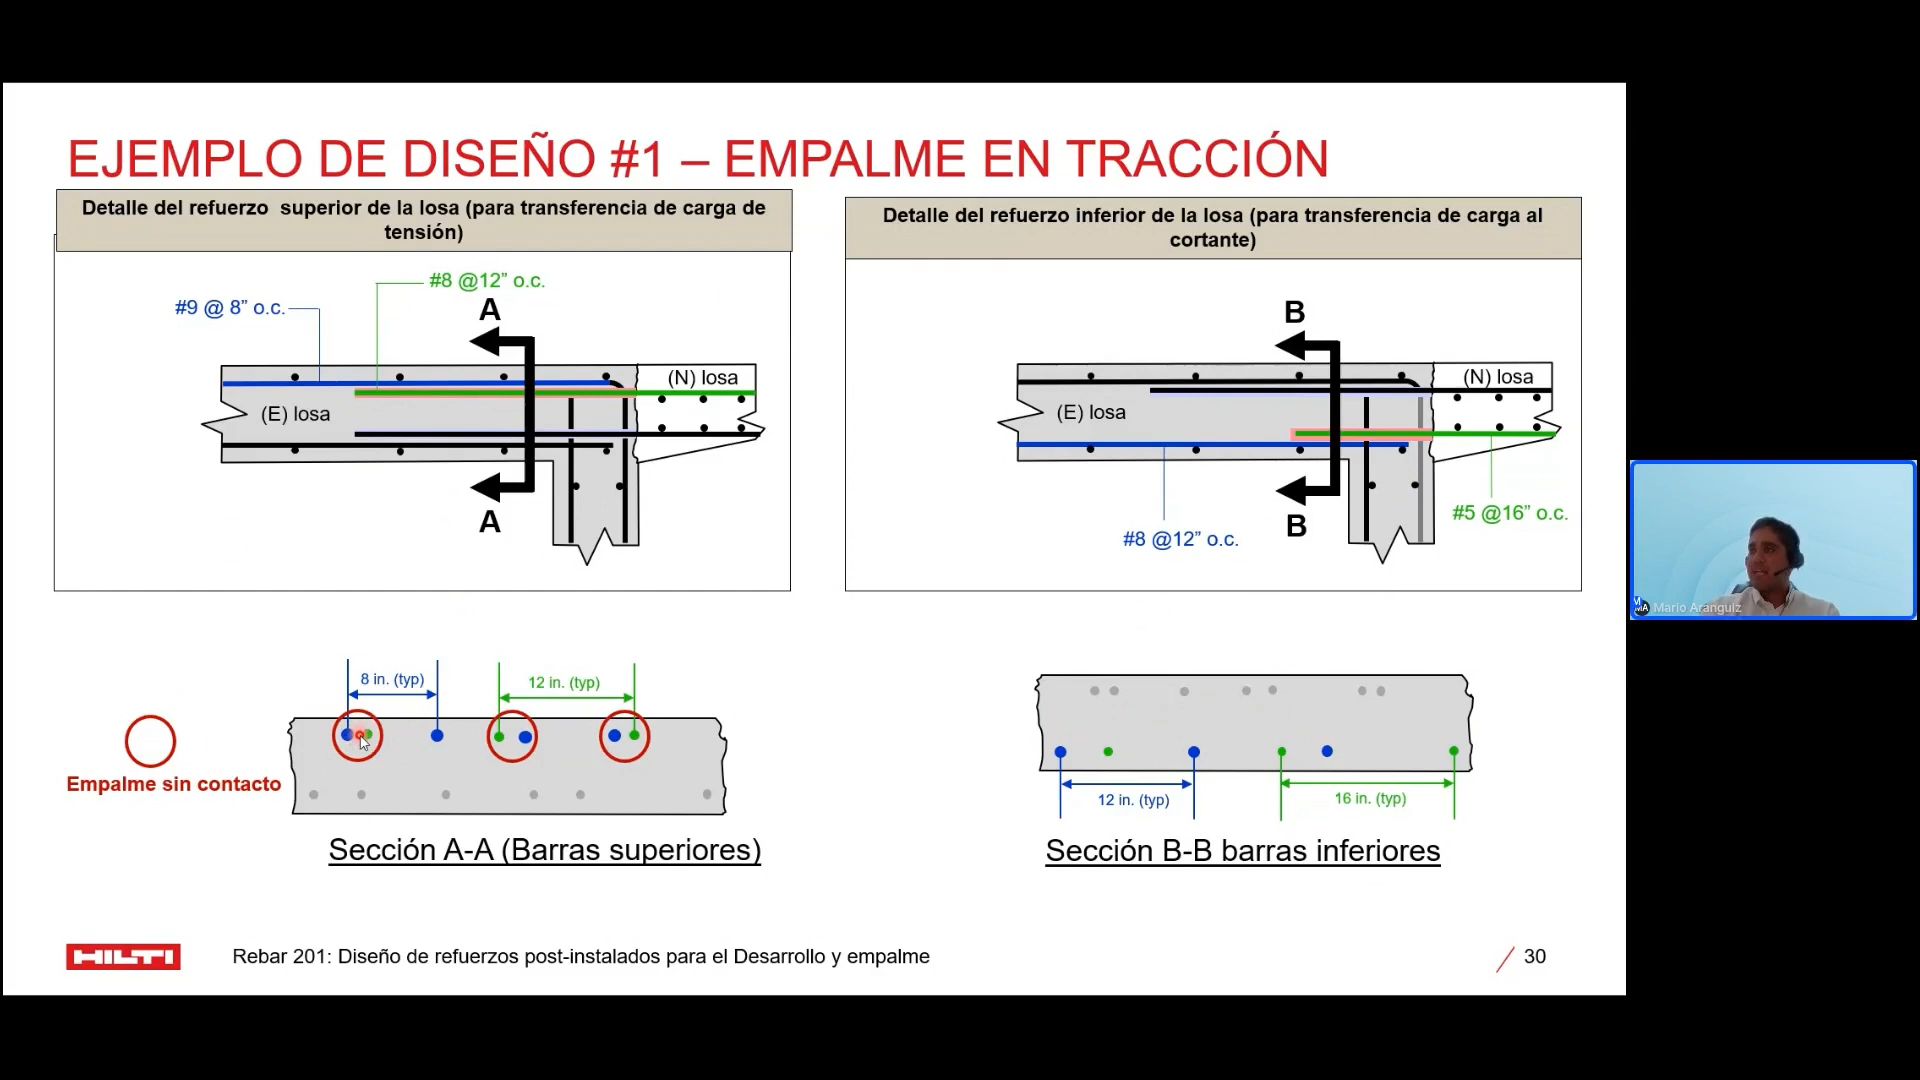 EJEMPLO DE DISEÑO #1 – EMPALME EN TRACCIÓN
Detalle del refuerzo superior de la losa (para transferencia de carga de
tensión)
#8 @12” o.c.
#9 @ 8” o.c.
A
(N) losa
(E) losa
A
Detalle del refuerzo inferior de la losa (para transferencia de carga al
cortante)
B
(N) losa
(E) losa
#5 @16” o.c.
B
#8 @12” o.c.
8 in. (typ)
12 in. (typ)
Empalme sin contacto
Sección A-A (Barras superiores)
12 in. (typ)
16 in. (typ)
Sección B-B barras inferiores
HILTI
Rebar 201: Diseño de refuerzos post-instalados para el Desarrollo y empalme
30
Mario Aranguiz